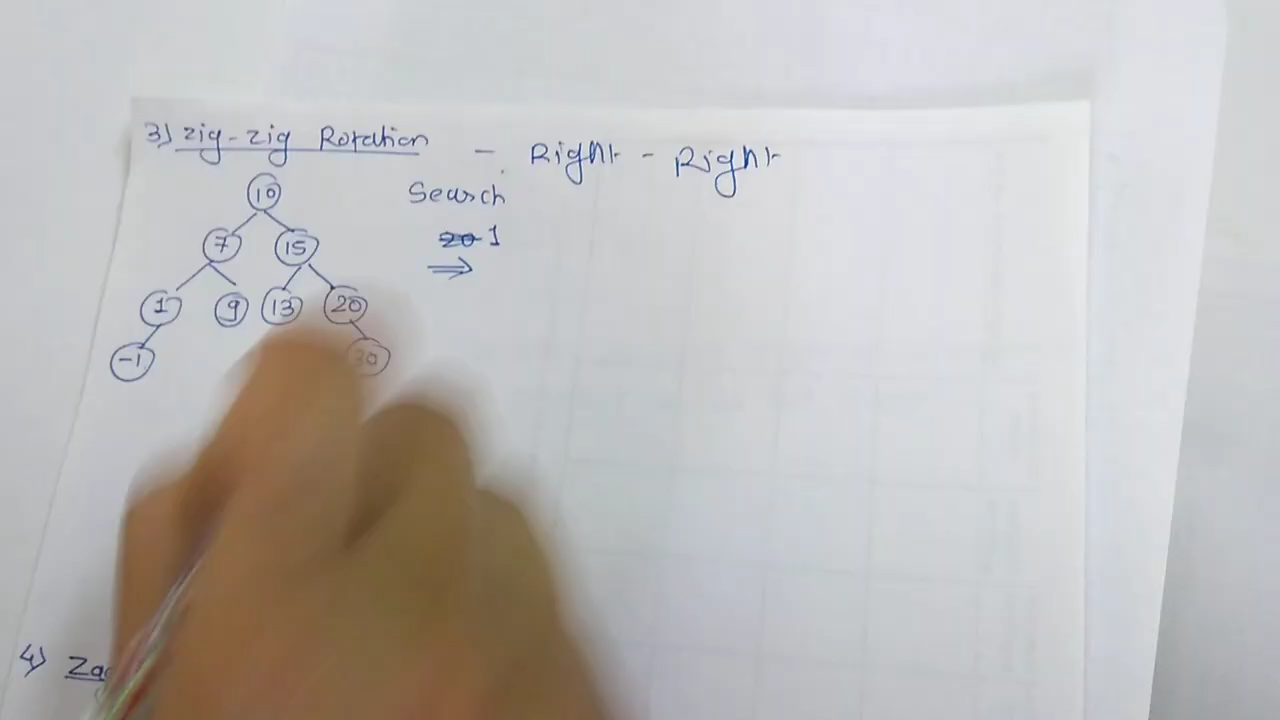 3) zig-zig Rotation - Right - Right
10
Search
7 15
20 1
⇒
1 9 13 20
-1 30
4)